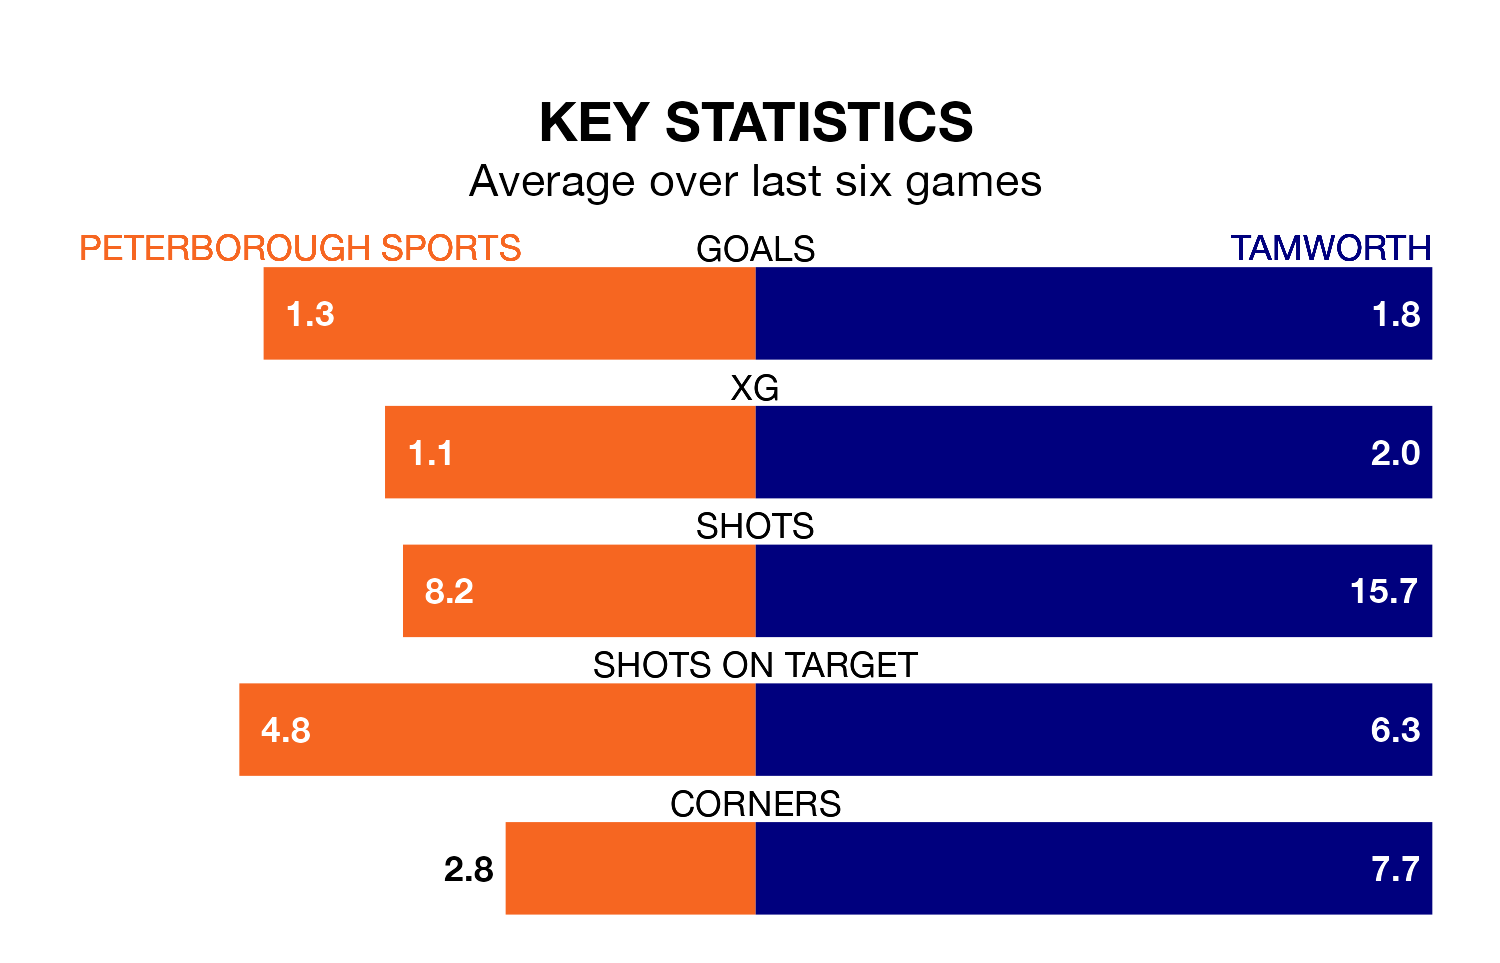 KEY STATISTICS
Average over last six games
PETERBOROUGH SPORTS GOALS TAMWORTH
1.3 1.8
XG
1.1 2.0
SHOTS
8.2 15.7
SHOTS ON TARGET
4.8 6.3
CORNERS
2.8 7.7